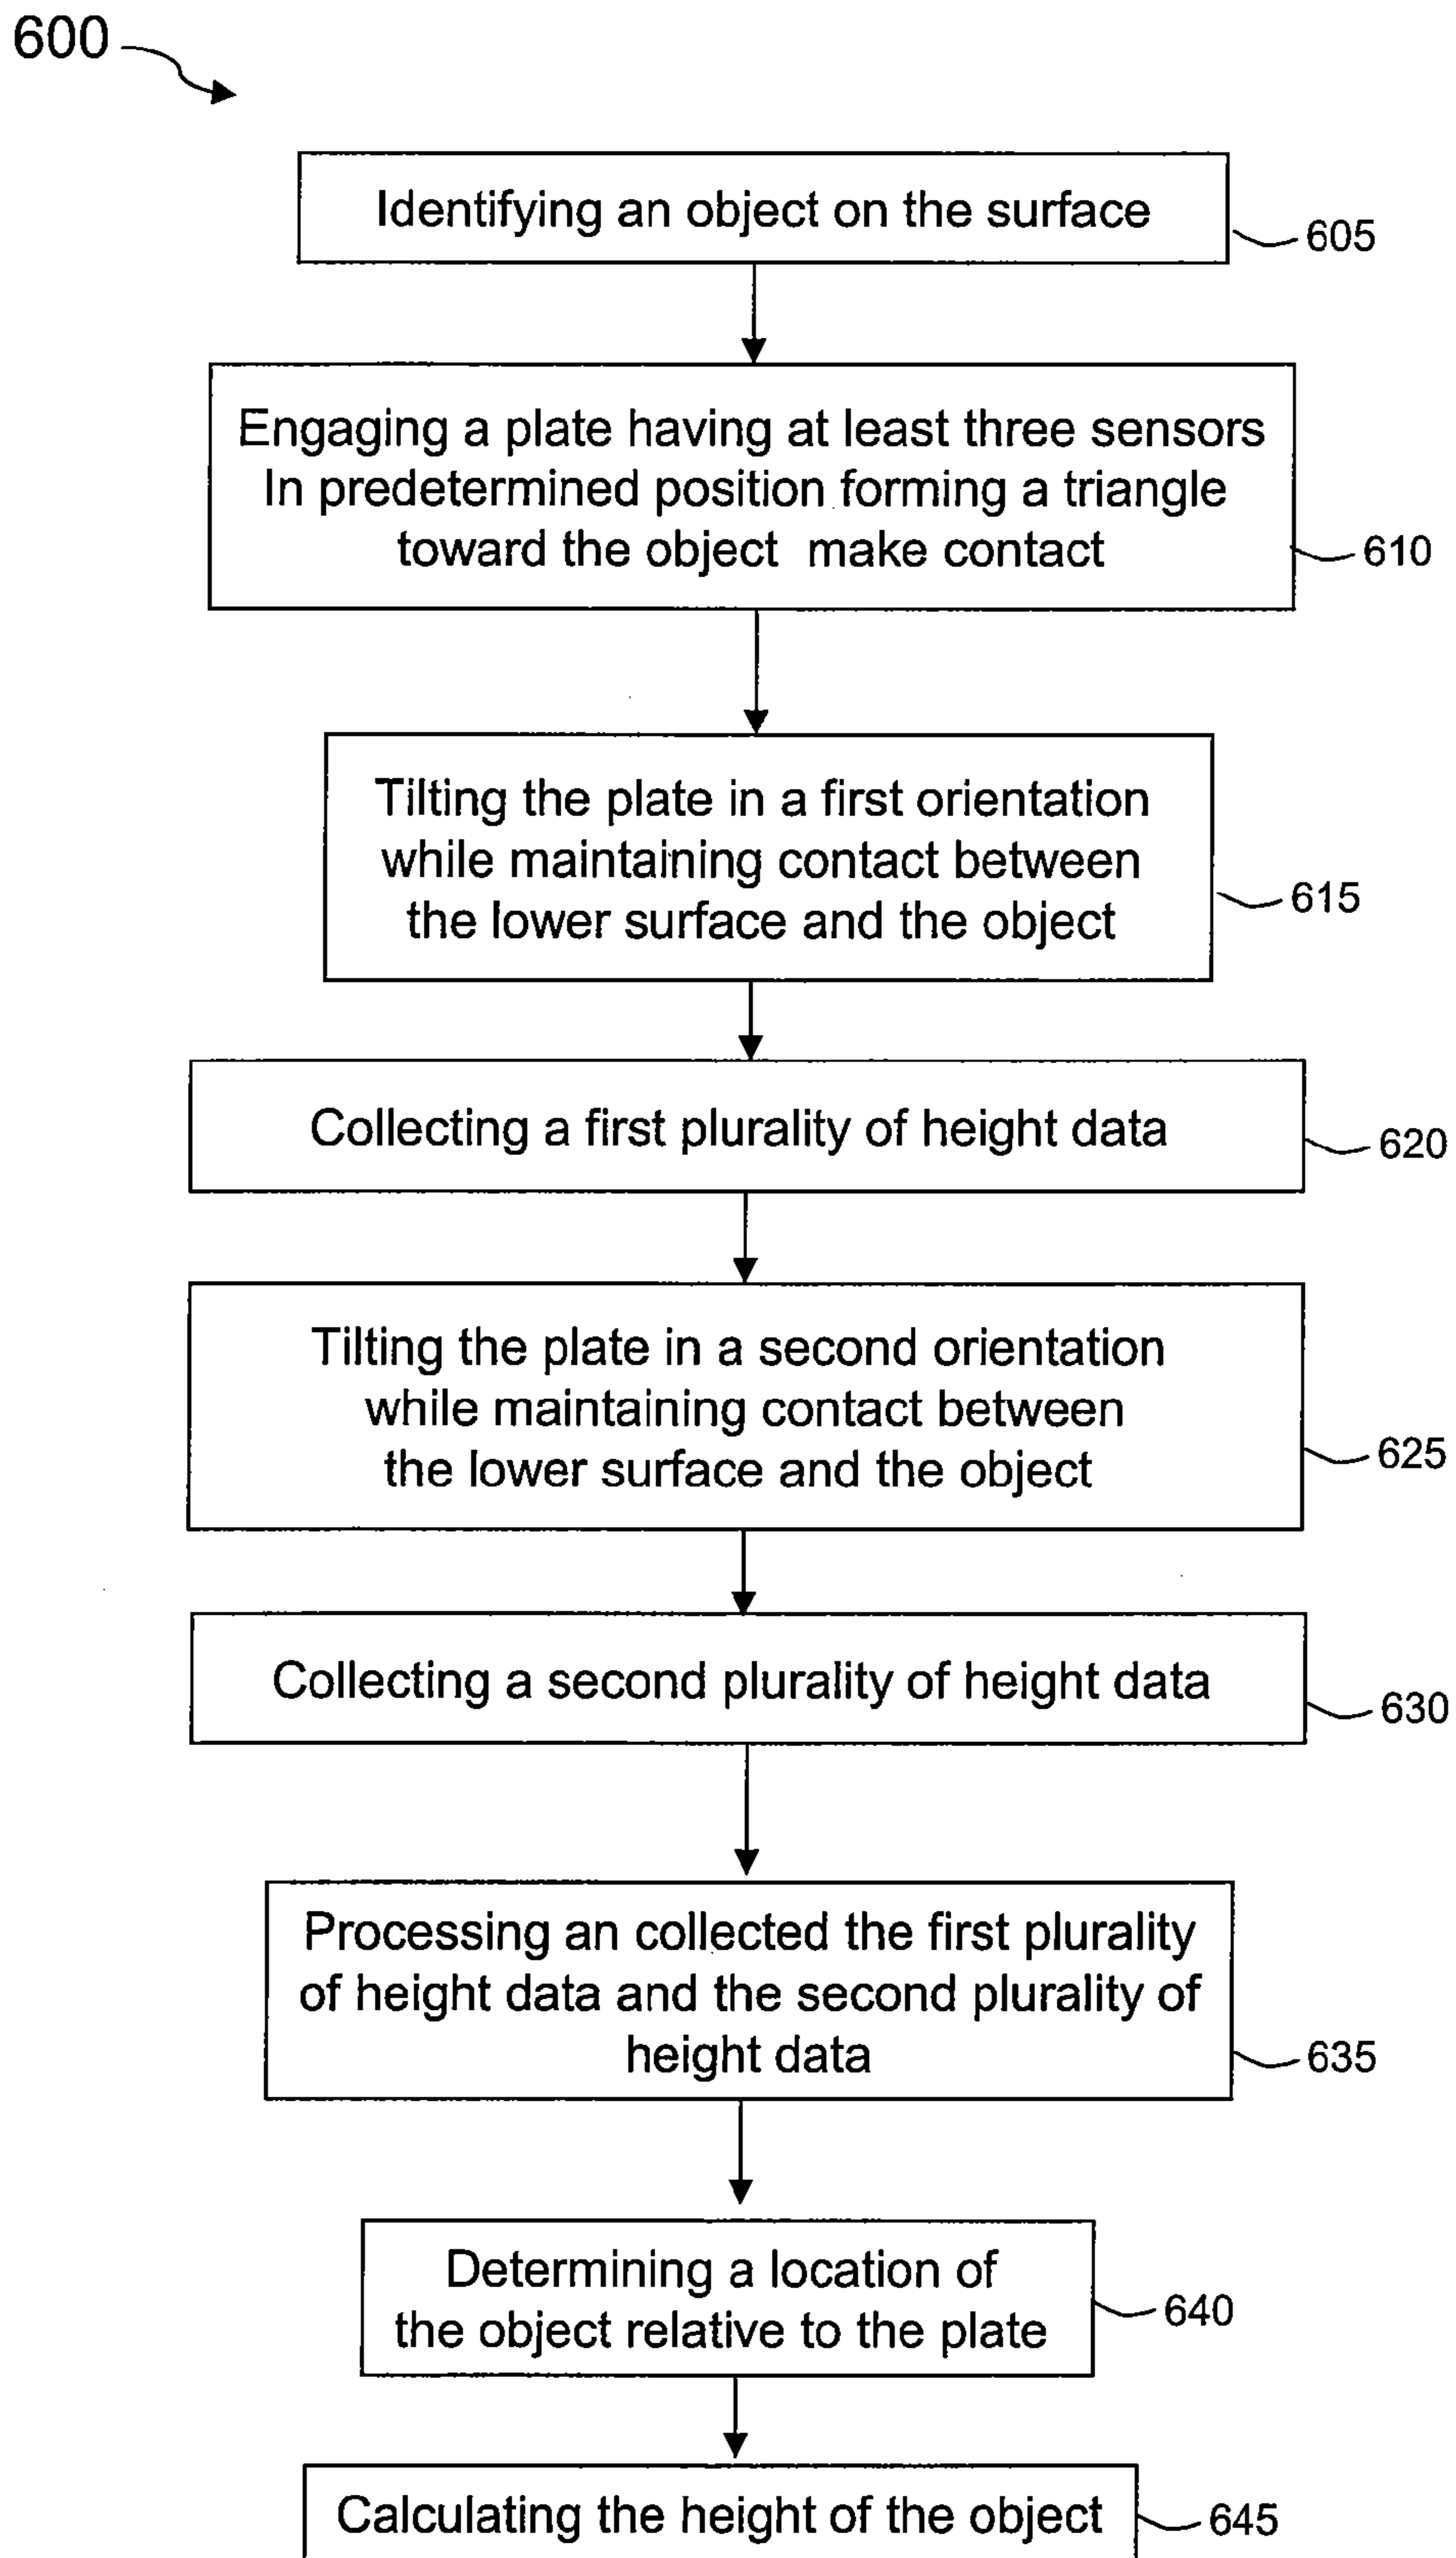 600
Identifying an object on the surface
605
Engaging a plate having at least three sensors
In predetermined position forming a triangle
toward the object make contact
610
Tilting the plate in a first orientation
while maintaining contact between
the lower surface and the object
615
Collecting a first plurality of height data
620
Tilting the plate in a second orientation
while maintaining contact between
the lower surface and the object
625
Collecting a second plurality of height data
630
Processing an collected the first plurality
of height data and the second plurality of
height data
635
Determining a location of
the object relative to the plate
640
Calculating the height of the object
645